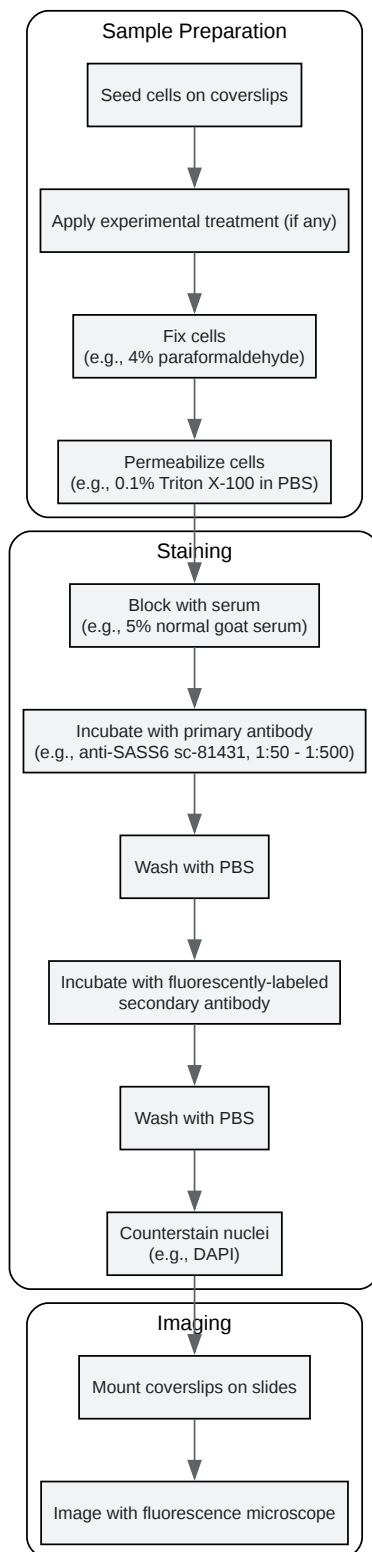 Sample Preparation
Seed cells on coverslips
Apply experimental treatment (if any)
Fix cells
(e.g., 4% paraformaldehyde)
Permeabilize cells
(e.g., 0.1% Triton X-100 in PBS)
Staining
Block with serum
(e.g., 5% normal goat serum)
Incubate with primary antibody
(e.g., anti-SASS6 sc-81431, 1:50 - 1:500)
Wash with PBS
Incubate with fluorescently-labeled
secondary antibody
Wash with PBS
Counterstain nuclei
(e.g., DAPI)
Imaging
Mount coverslips on slides
Image with fluorescence microscope